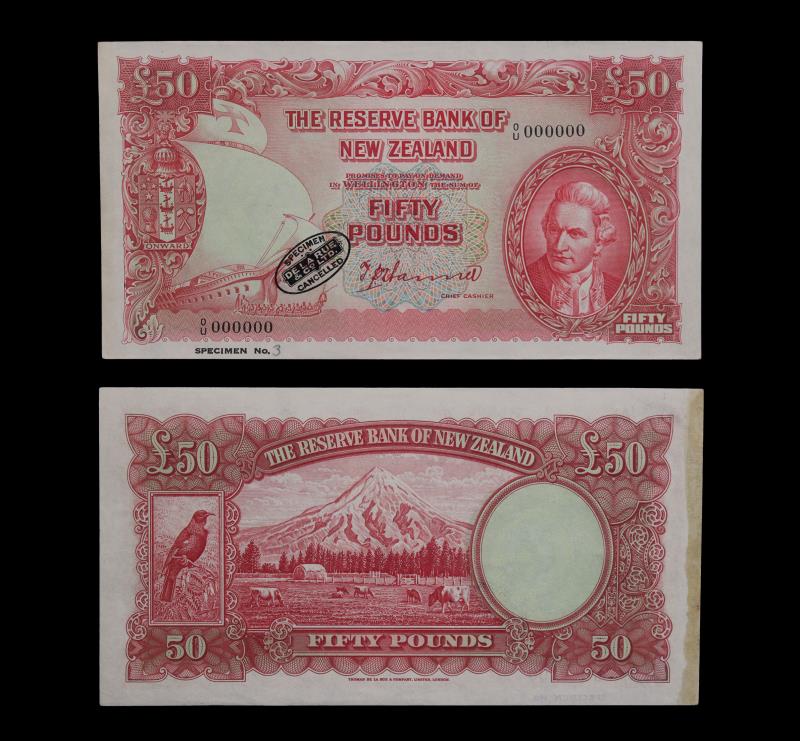 £50
£50
THE RESERVE BANK OF
NEW ZEALAND
0/U 000000
PROMISES TO PAY ON DEMAND
IN WELLINGTON THE SUM OF
FIFTY
POUNDS
ONWARD
SPECIMEN
DE LA RUE
& CO. LTD.
CANCELLED
CHIEF CASHIER
0/U 000000
FIFTY
POUNDS
SPECIMEN No. 3
£50
THE RESERVE BANK OF NEW ZEALAND
£50
50
FIFTY POUNDS
50
THOMAS DE LA RUE & COMPANY, LIMITED, LONDON.